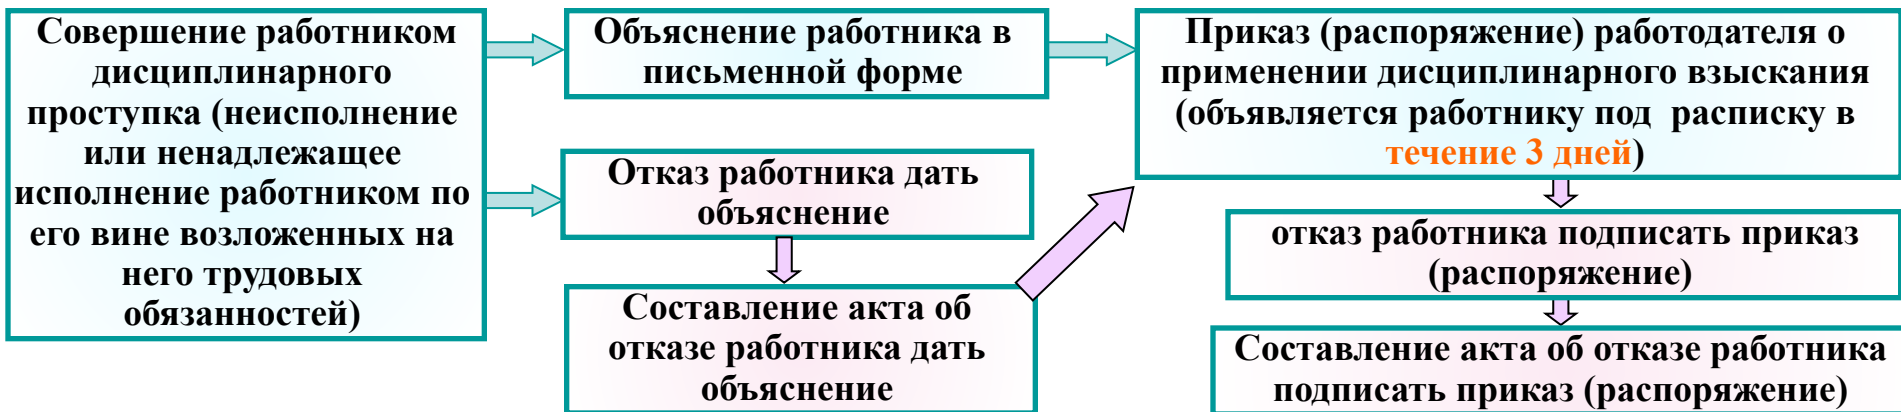 Совершение работником
дисциплинарного
проступка (неисполнение
или ненадлежащее
исполнение работником по
его вине возложенных на
него трудовых
обязанностей)
Объяснение работника в
письменной форме
Отказ работника дать
объяснение
Составление акта об
отказе работника дать
объяснение
Приказ (распоряжение) работодателя о
применении дисциплинарного взыскания
(объявляется работнику под расписку в
течение 3 дней)
отказ работника подписать приказ
(распоряжение)
Составление акта об отказе работника
подписать приказ (распоряжение)